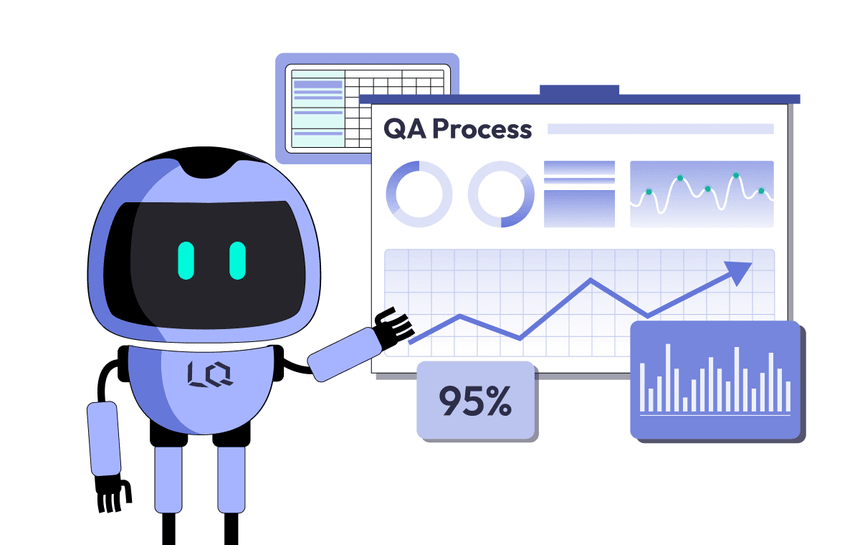 QA Process
LQ
95%